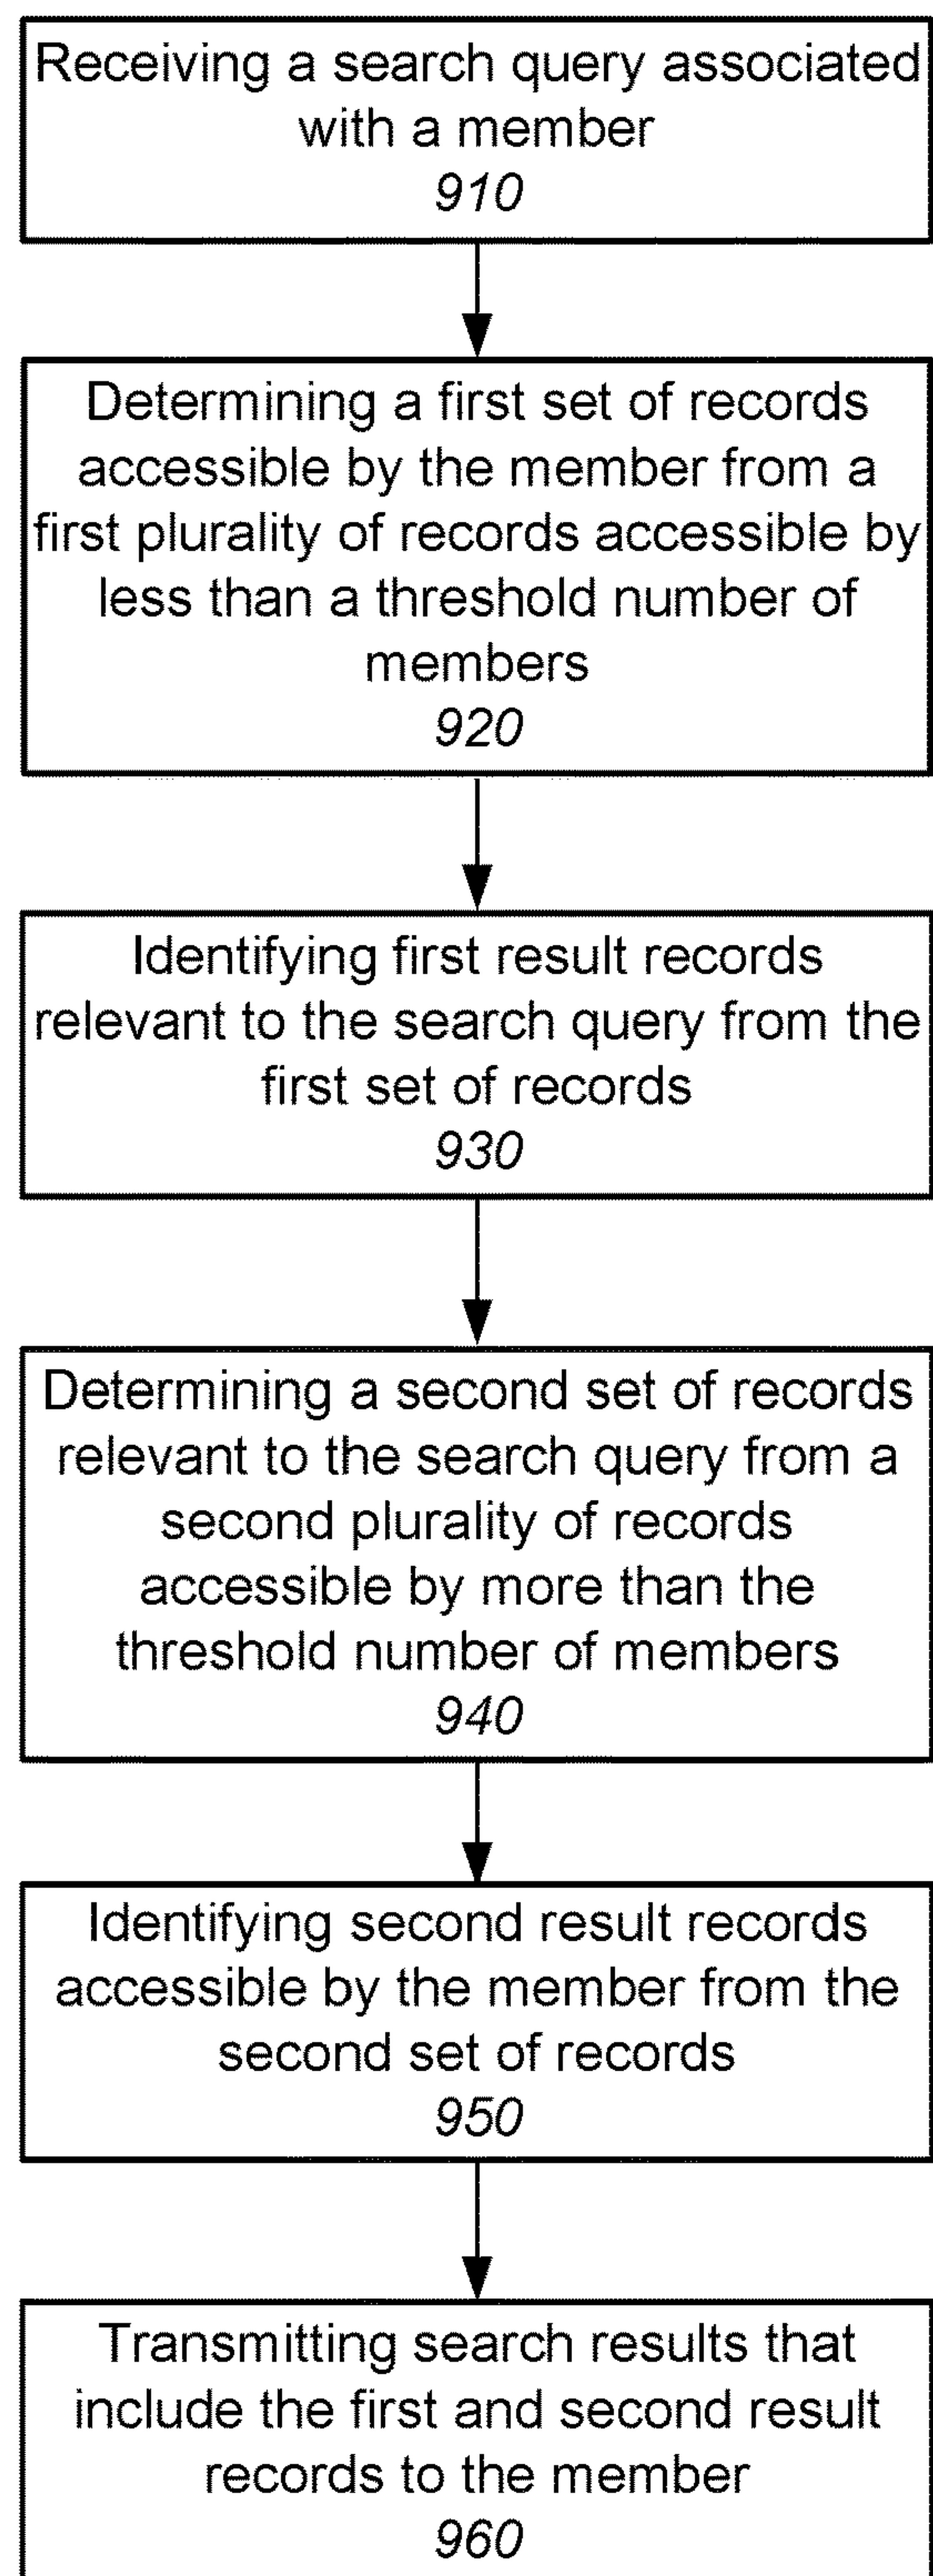 Receiving a search query associated
with a member
910
Determining a first set of records
accessible by the member from a
first plurality of records accessible by
less than a threshold number of
members
920
Identifying first result records
relevant to the search query from the
first set of records
930
Determining a second set of records
relevant to the search query from a
second plurality of records
accessible by more than the
threshold number of members
940
Identifying second result records
accessible by the member from the
second set of records
950
Transmitting search results that
include the first and second result
records to the member
960